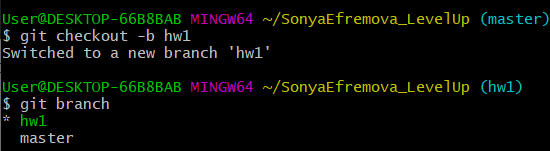 User@DESKTOP-66B8BAB MINGW64 ~/SonyaEfremova_LevelUp (master)
$ git checkout -b hw1
Switched to a new branch 'hw1'
User@DESKTOP-66B8BAB MINGW64 ~/SonyaEfremova_LevelUp (hw1)
$ git branch
* hw1
  master